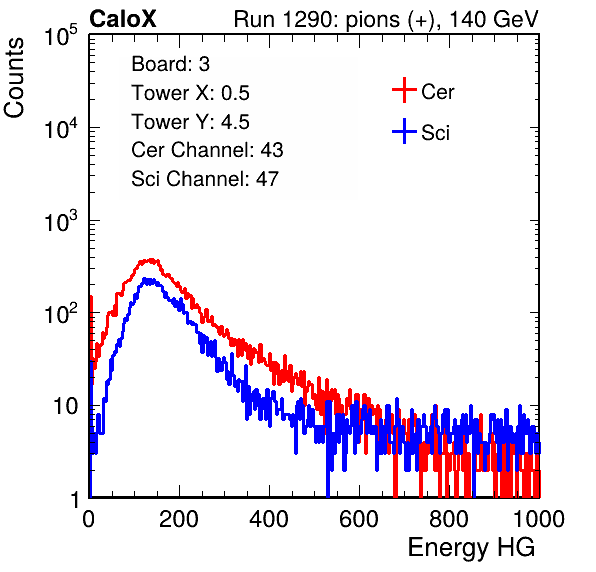 CaloX Run 1290: pions (+), 140 GeV
Counts
Board: 3
Tower X: 0.5
Tower Y: 4.5
Cer Channel: 43
Sci Channel: 47
Cer
Sci
10^5
10^4
10^3
10^2
10
1
0 200 400 600 800 1000
Energy HG